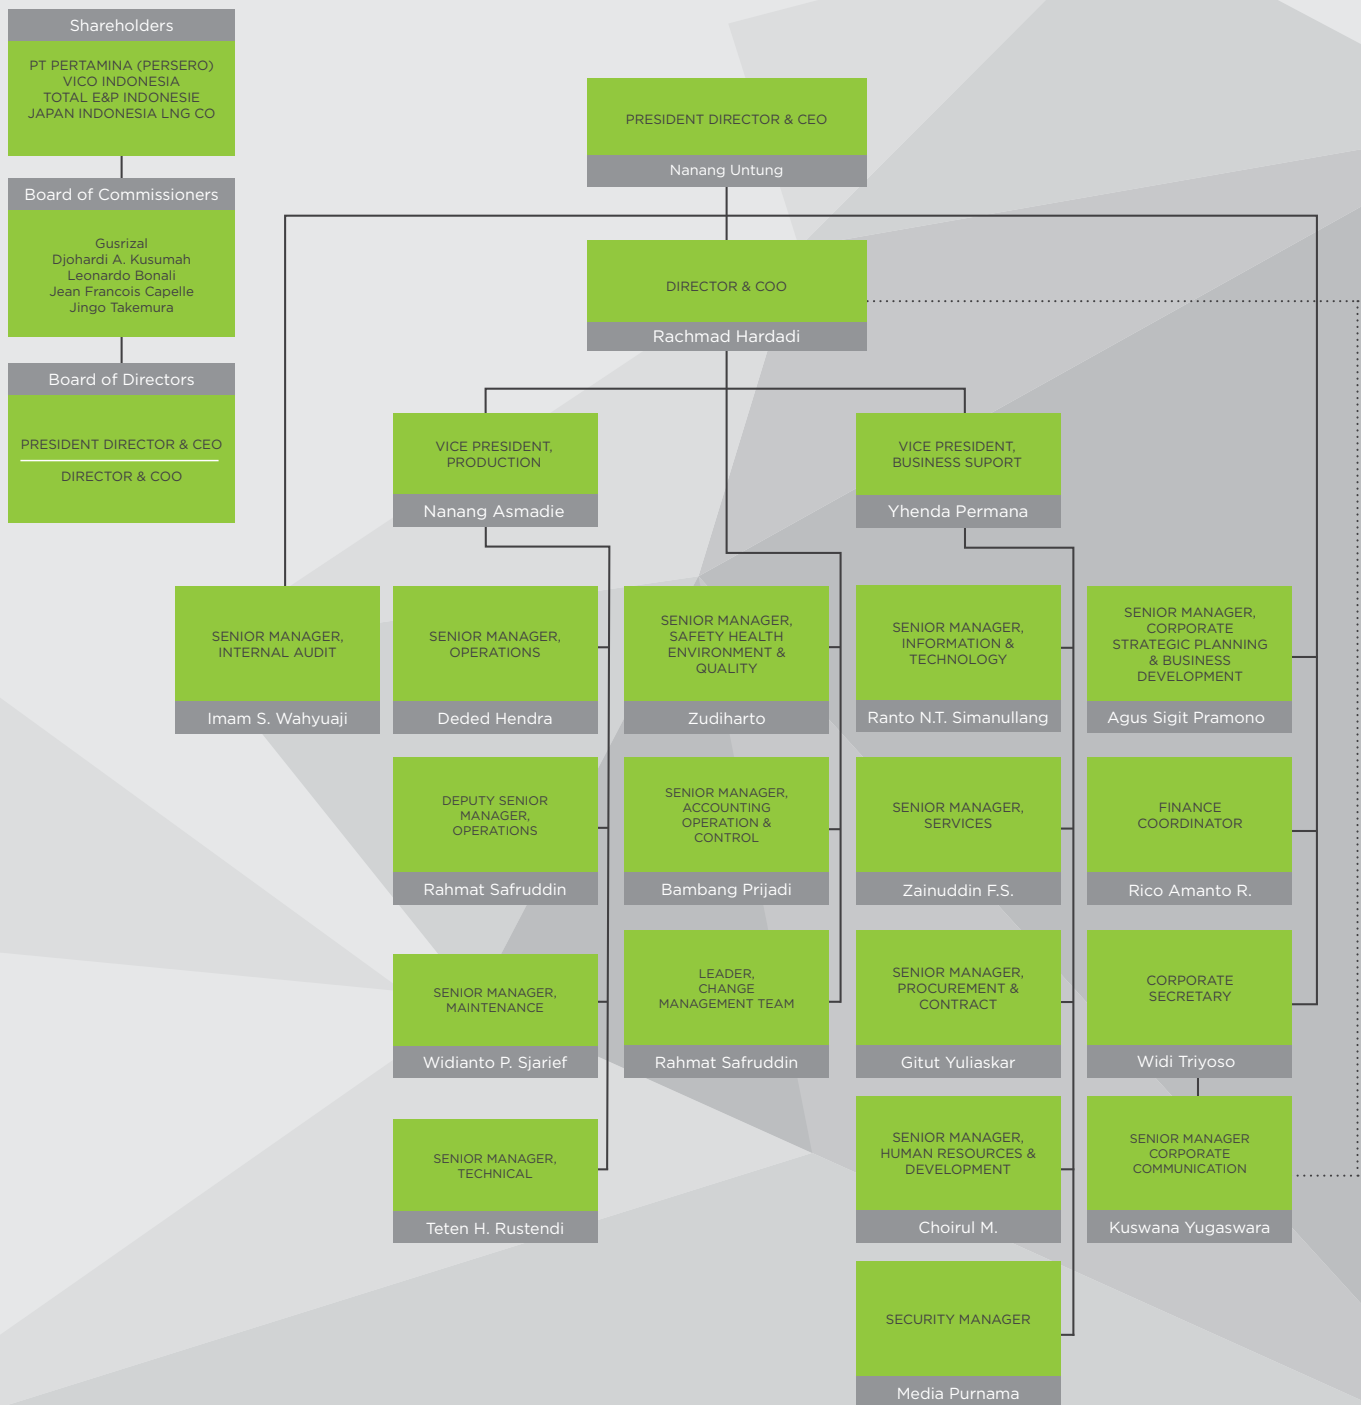 Shareholders
PT PERTAMINA (PERSERO)
VICO INDONESIA
TOTAL E&P INDONESIE
JAPAN INDONESIA LNG CO
Board of Commissioners
Gusrizal
Djohardi A. Kusumah
Leonardo Bonali
Jean Francois Capelle
Jingo Takemura
Board of Directors
PRESIDENT DIRECTOR & CEO
DIRECTOR & COO
PRESIDENT DIRECTOR & CEO
Nanang Untung
DIRECTOR & COO
Rachmad Hardadi
VICE PRESIDENT,
PRODUCTION
Nanang Asmadie
VICE PRESIDENT,
BUSINESS SUPORT
Yhenda Permana
SENIOR MANAGER,
INTERNAL AUDIT
Imam S. Wahyuaji
SENIOR MANAGER,
OPERATIONS
Deded Hendra
SENIOR MANAGER,
SAFETY HEALTH
ENVIRONMENT &
QUALITY
Zudiharto
SENIOR MANAGER,
INFORMATION &
TECHNOLOGY
Ranto N.T. Simanullang
SENIOR MANAGER,
CORPORATE
STRATEGIC PLANNING
& BUSINESS
DEVELOPMENT
Agus Sigit Pramono
DEPUTY SENIOR
MANAGER,
OPERATIONS
Rahmat Safruddin
SENIOR MANAGER,
ACCOUNTING
OPERATION &
CONTROL
Bambang Prijadi
SENIOR MANAGER,
SERVICES
Zainuddin F.S.
FINANCE
COORDINATOR
Rico Amanto R.
SENIOR MANAGER,
MAINTENANCE
Widianto P. Sjarief
LEADER,
CHANGE
MANAGEMENT TEAM
Rahmat Safruddin
SENIOR MANAGER,
PROCUREMENT &
CONTRACT
Gitut Yuliaskar
CORPORATE
SECRETARY
Widi Triyoso
SENIOR MANAGER,
TECHNICAL
Teten H. Rustendi
SENIOR MANAGER,
HUMAN RESOURCES &
DEVELOPMENT
Choirul M.
SENIOR MANAGER
CORPORATE
COMMUNICATION
Kuswana Yugaswara
SECURITY MANAGER
Media Purnama